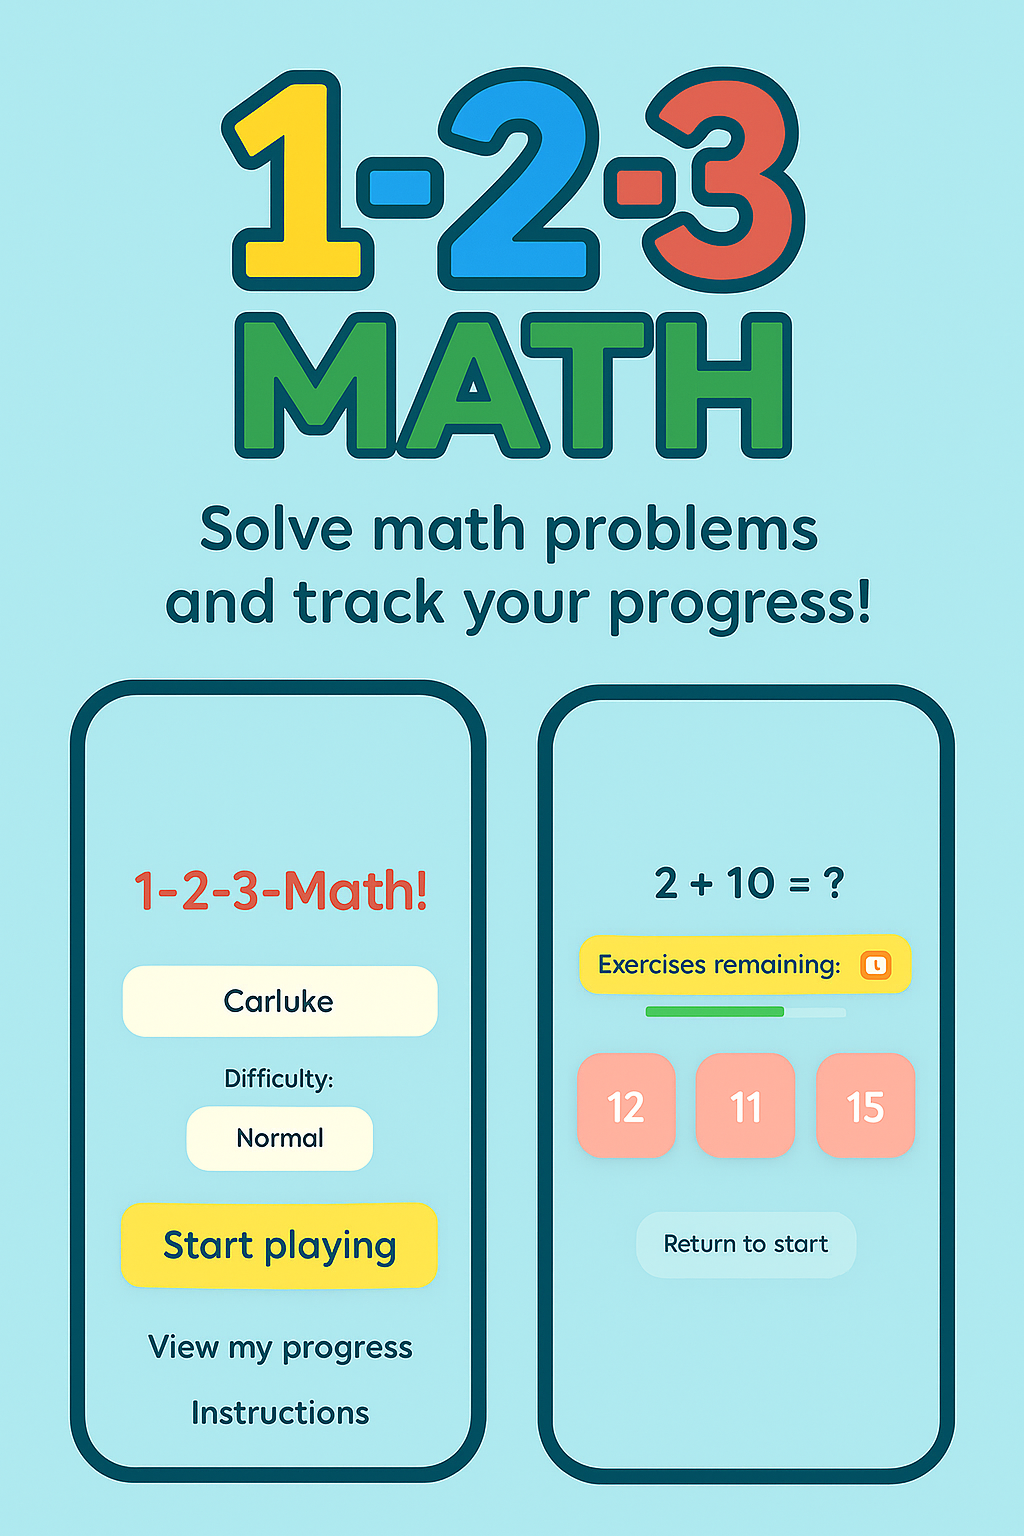 1-2-3
MATH
Solve math problems
and track your progress!
1-2-3-Math!
Carluke
Difficulty:
Normal
Start playing
View my progress
Instructions
2 + 10 = ?
Exercises remaining:
12 11 15
Return to start